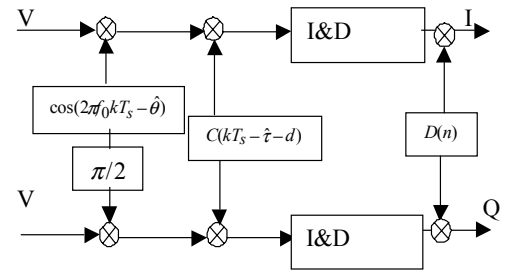 V
I&D
I
cos(2πf₀kTₛ−θ̂)
C(kTₛ−τ̂−d)
D(n)
π/2
V
Q
I&D